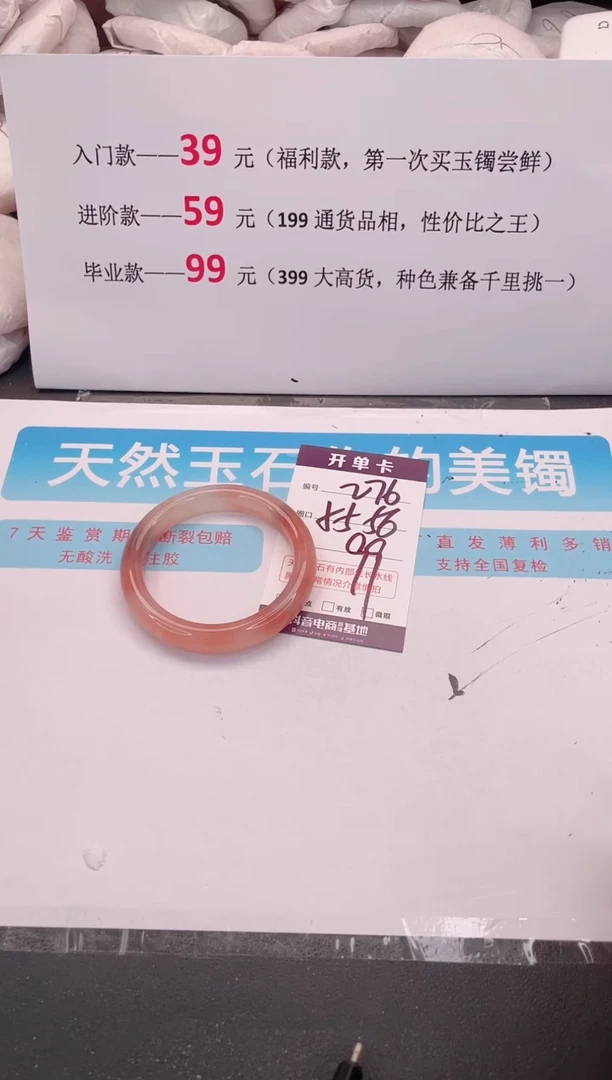 入门款——39 元（福利款，第一次买玉镯尝鲜）
进阶款——59 元（199 通货品相，性价比之王）
毕业款——99 元（399 大高货，种色兼备千里挑一）
天然玉石 的美镯
开单卡
编号 276
圈口 55-56
99
7天鉴赏期 断裂包赔
无酸洗 注胶
直发薄利多销
支持全国复检
有纹
微瑕
抖音电商 基地